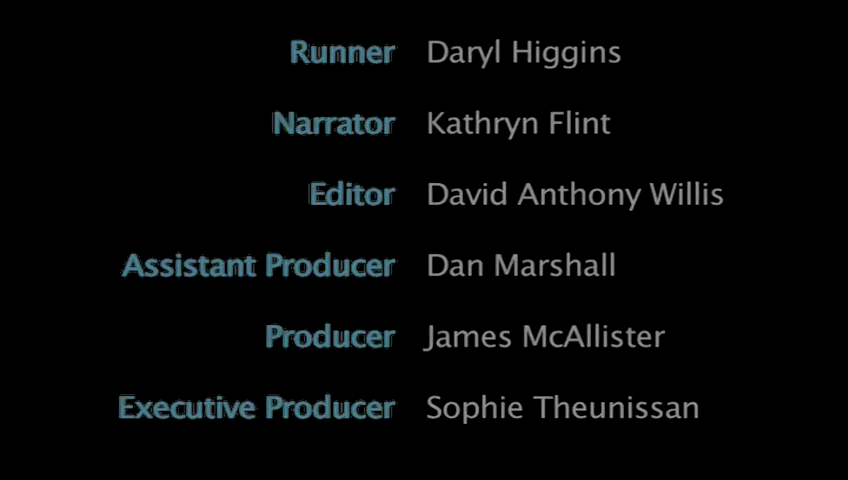 Runner Daryl Higgins
Narrator Kathryn Flint
Editor David Anthony Willis
Assistant Producer Dan Marshall
Producer James McAllister
Executive Producer Sophie Theunissan